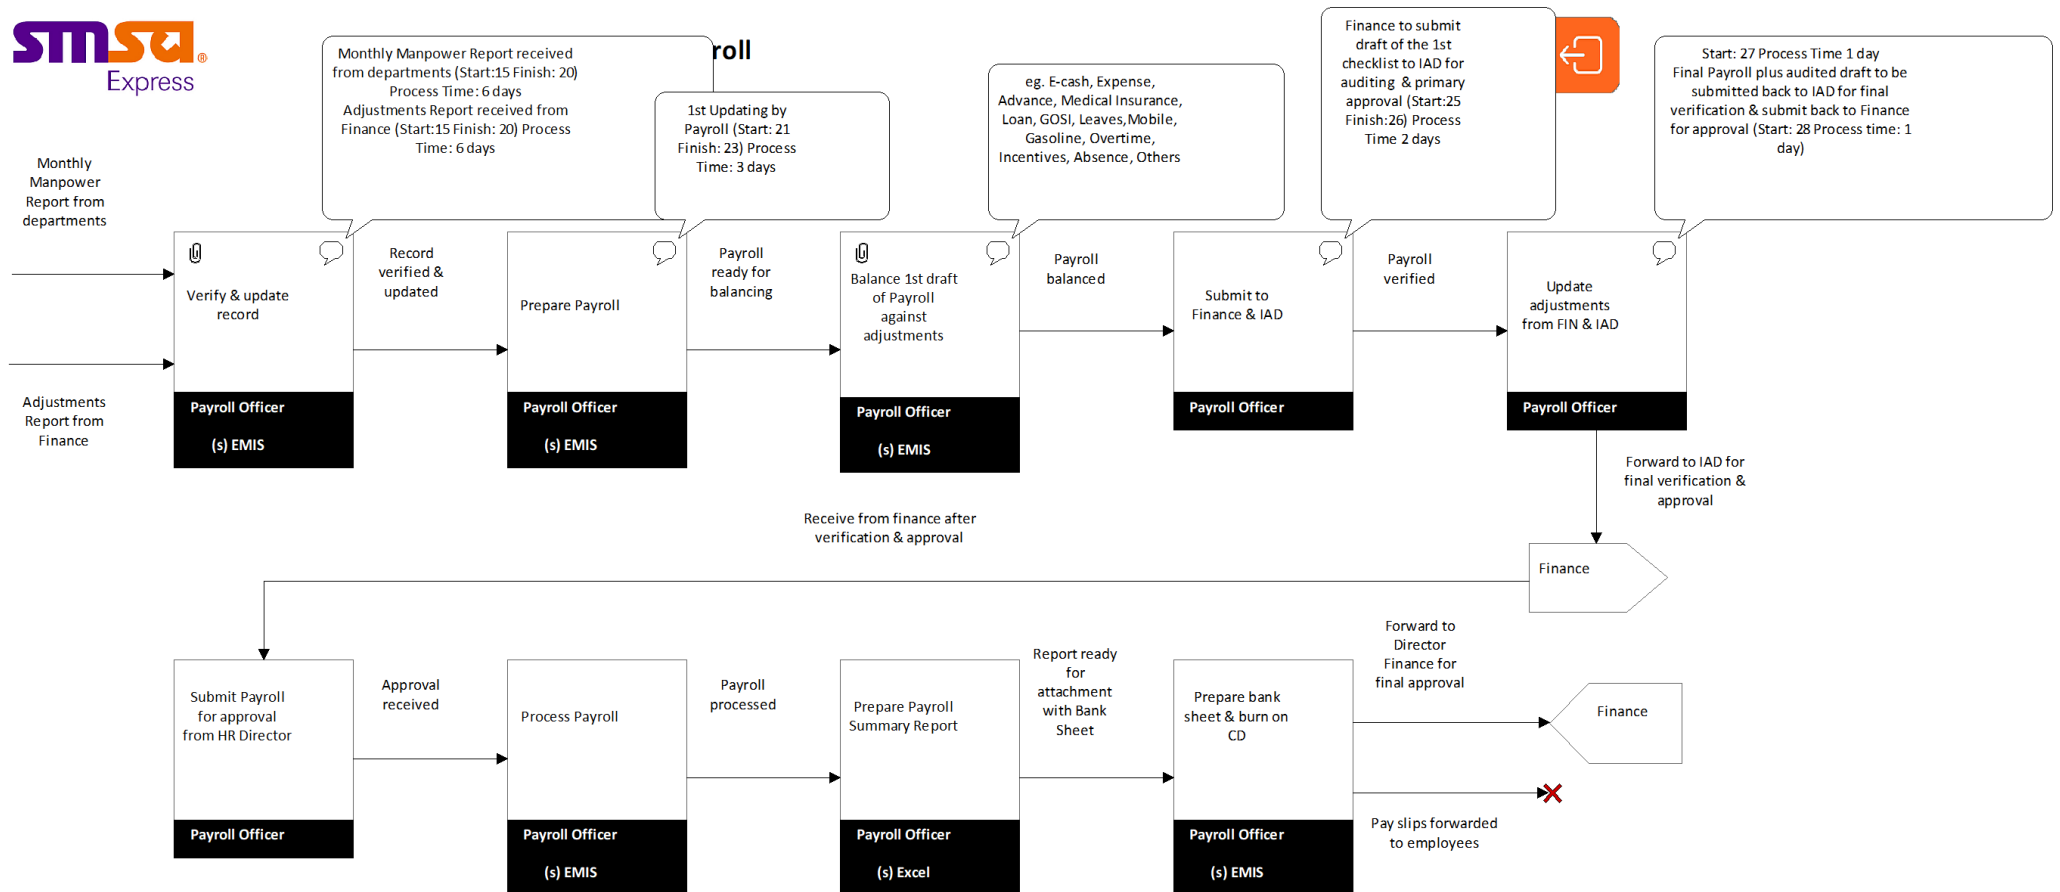 smsa
®
Express
roll
Monthly Manpower Report received
from departments (Start:15 Finish: 20)
Process Time: 6 days
Adjustments Report received from
Finance (Start:15 Finish: 20) Process
Time: 6 days
1st Updating by
Payroll (Start: 21
Finish: 23) Process
Time: 3 days
eg. E-cash, Expense,
Advance, Medical Insurance,
Loan, GOSI, Leaves,Mobile,
Gasoline, Overtime,
Incentives, Absence, Others
Finance to submit
draft of the 1st
checklist to IAD for
auditing & primary
approval (Start:25
Finish:26) Process
Time 2 days
Start: 27 Process Time 1 day
Final Payroll plus audited draft to be
submitted back to IAD for final
verification & submit back to Finance
for approval (Start: 28 Process time: 1
day)
Monthly
Manpower
Report from
departments
Adjustments
Report from
Finance
Verify & update
record
Payroll Officer
(s) EMIS
Record
verified &
updated
Prepare Payroll
Payroll Officer
(s) EMIS
Payroll
ready for
balancing
Balance 1st draft
of Payroll
against
adjustments
Payroll Officer
(s) EMIS
Payroll
balanced
Submit to
Finance & IAD
Payroll Officer
Payroll
verified
Update
adjustments
from FIN & IAD
Payroll Officer
Forward to IAD for
final verification &
approval
Finance
Receive from finance after
verification & approval
Submit Payroll
for approval
from HR Director
Payroll Officer
Approval
received
Process Payroll
Payroll Officer
(s) EMIS
Payroll
processed
Prepare Payroll
Summary Report
Payroll Officer
(s) Excel
Report ready
for
attachment
with Bank
Sheet
Prepare bank
sheet & burn on
CD
Payroll Officer
(s) EMIS
Forward to
Director
Finance for
final approval
Finance
Pay slips forwarded
to employees